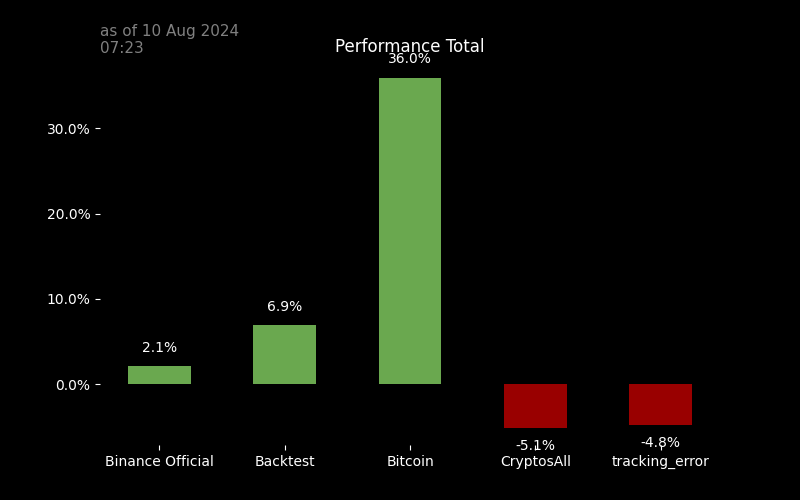 as of 10 Aug 2024
07:23
Performance Total
36.0%
30.0%
20.0%
10.0%
6.9%
2.1%
0.0%
-5.1%
-4.8%
Binance Official
Backtest
Bitcoin
CryptosAll
tracking_error